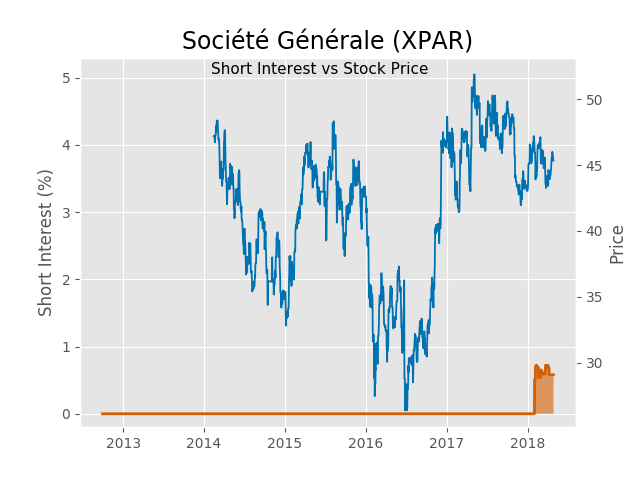 Société Générale (XPAR)
Short Interest vs Stock Price
Short Interest (%)
5
4
3
2
1
0
50
45
40
35
30
Price
2013 2014 2015 2016 2017 2018